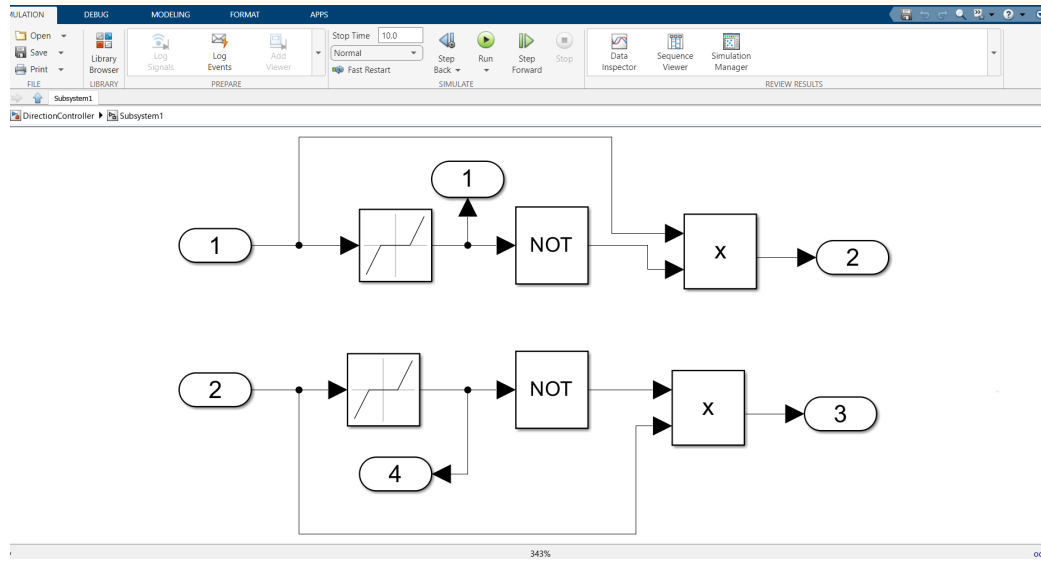 MULATION DEBUG MODELING FORMAT APPS
Open
Save
Print
FILE
Library
Browser
LIBRARY
Log
Signals
Log
Events
Add
Viewer
PREPARE
Stop Time 10.0
Normal
Fast Restart
Step
Back
Run
Step
Forward
Stop
SIMULATE
Data
Inspector
Sequence
Viewer
Simulation
Manager
REVIEW RESULTS
Subsystem1
DirectionController Subsystem1
1
1
NOT
x
2
2
NOT
x
3
4
343%